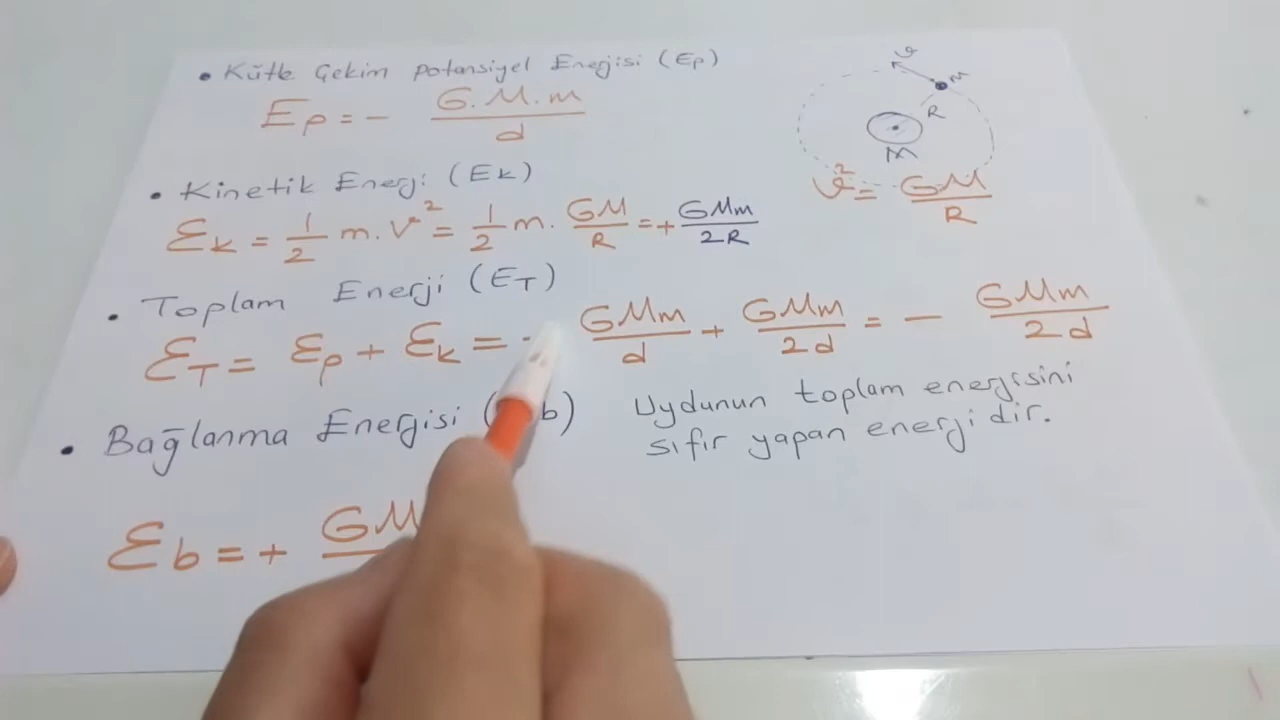 • Kütle Çekim Potansiyel Enerjisi (Ep)
Ep = - G.M.m / d
• Kinetik Enerji (Ek)
Ek = 1/2 m.v² = 1/2 m. GM/R = + GMm/2R
ϑ
m
R
M
ϑ² = GM/R
• Toplam Enerji (ET)
ET = Ep + Ek = - GMm/d + GMm/2d = - GMm/2d
• Bağlanma Enerjisi ( b)
Uydunun toplam enerjisini
sıfır yapan enerjidir.
Eb = + GM